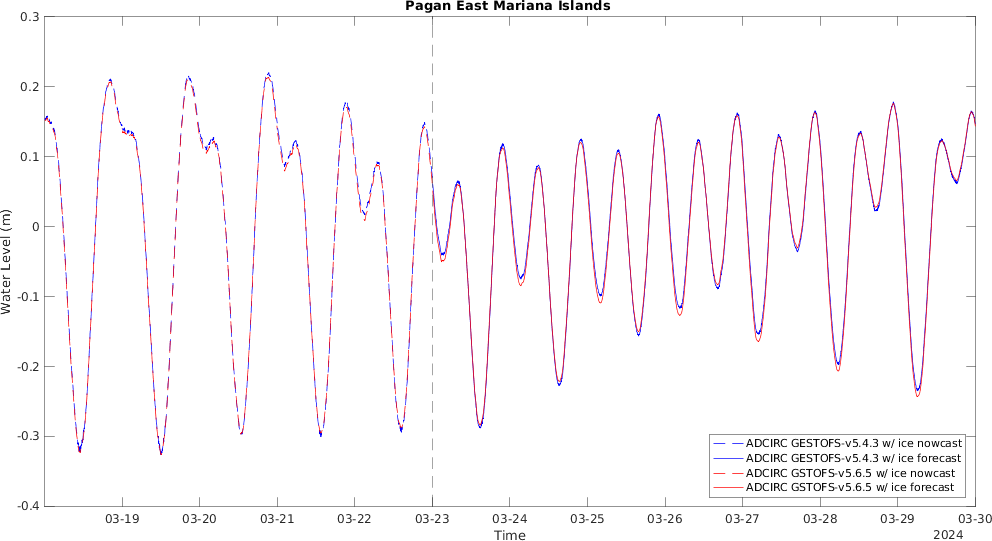 Pagan East Mariana Islands
0.3
0.2
0.1
0
-0.1
-0.2
-0.3
-0.4
Water Level (m)
ADCIRC GESTOFS-v5.4.3 w/ ice nowcast
ADCIRC GESTOFS-v5.4.3 w/ ice forecast
ADCIRC GSTOFS-v5.6.5 w/ ice nowcast
ADCIRC GSTOFS-v5.6.5 w/ ice forecast
03-19 03-20 03-21 03-22 03-23 03-24 03-25 03-26 03-27 03-28 03-29 03-30
Time
2024